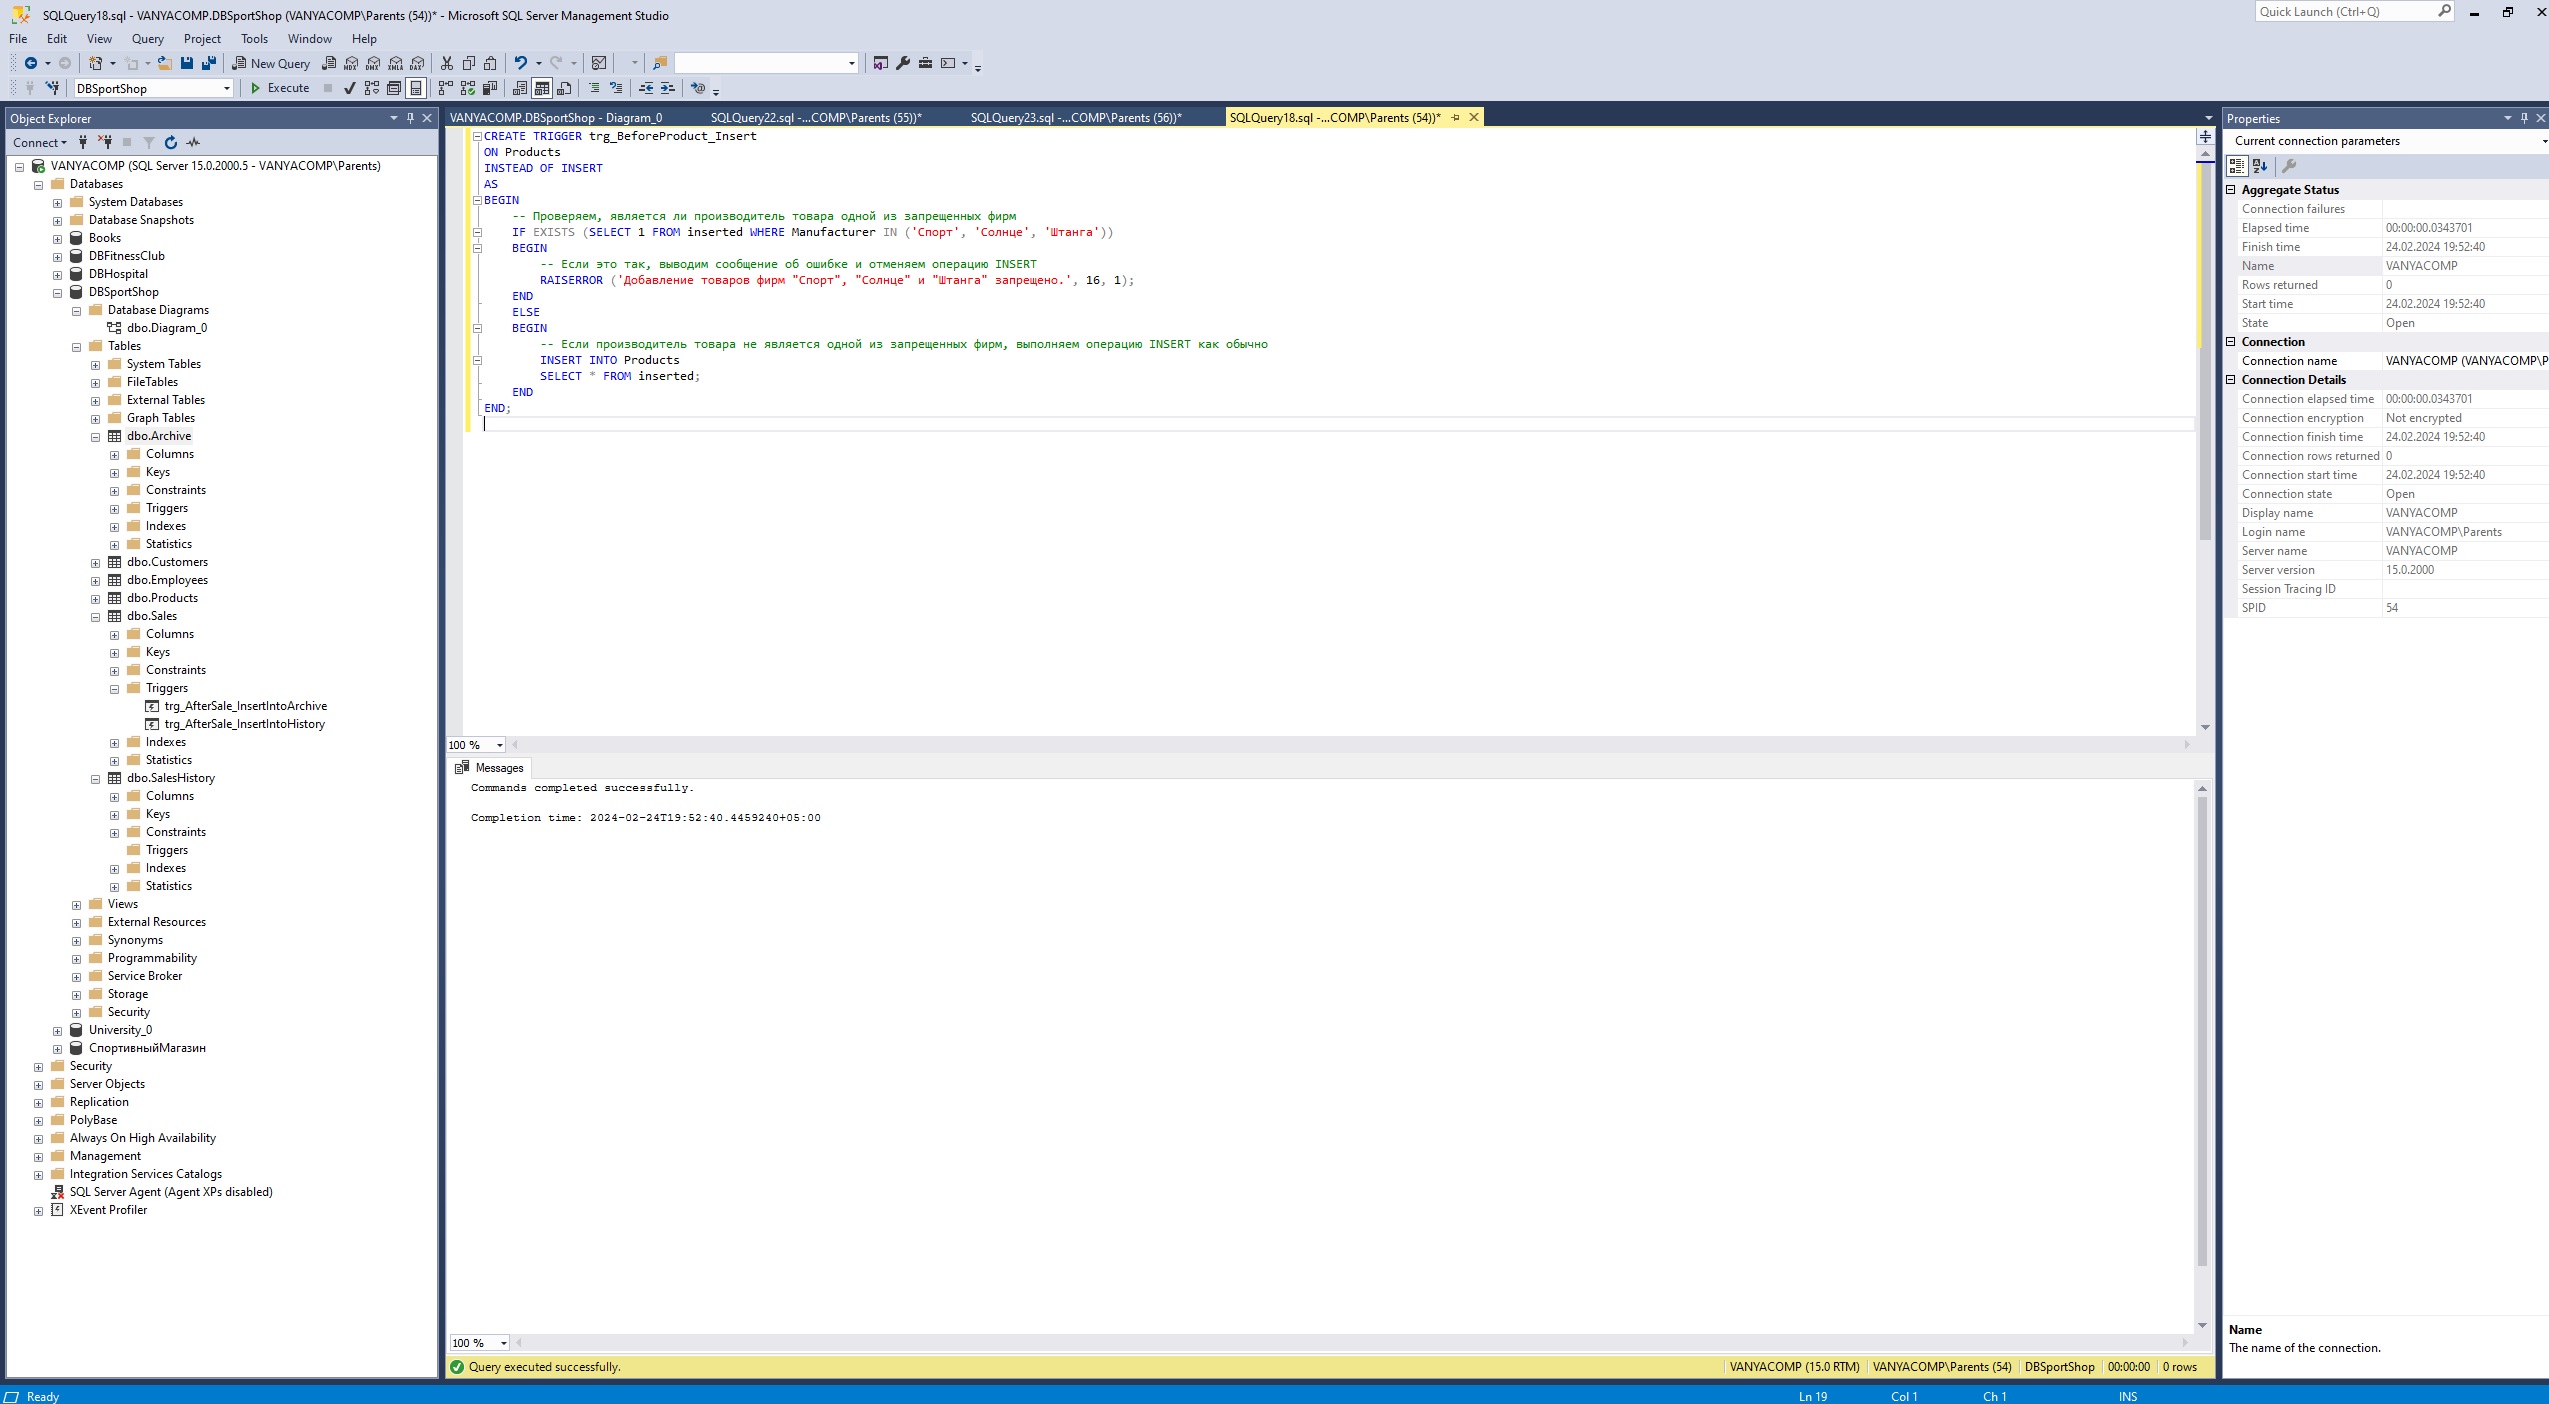 SQLQuery18.sql - VANYACOMP.DBSportShop (VANYACOMP\Parents (54))* - Microsoft SQL Server Management Studio
Quick Launch (Ctrl+Q)
File Edit View Query Project Tools Window Help
New Query
DBSportShop Execute
Object Explorer
Connect
VANYACOMP (SQL Server 15.0.2000.5 - VANYACOMP\Parents)
Databases
System Databases
Database Snapshots
Books
DBFitnessClub
DBHospital
DBSportShop
Database Diagrams
dbo.Diagram_0
Tables
System Tables
FileTables
External Tables
Graph Tables
dbo.Archive
Columns
Keys
Constraints
Triggers
Indexes
Statistics
dbo.Customers
dbo.Employees
dbo.Products
dbo.Sales
Columns
Keys
Constraints
Triggers
trg_AfterSale_InsertIntoArchive
trg_AfterSale_InsertIntoHistory
Indexes
Statistics
dbo.SalesHistory
Columns
Keys
Constraints
Triggers
Indexes
Statistics
Views
External Resources
Synonyms
Programmability
Service Broker
Storage
Security
University_0
СпортивныйМагазин
Security
Server Objects
Replication
PolyBase
Always On High Availability
Management
Integration Services Catalogs
SQL Server Agent (Agent XPs disabled)
XEvent Profiler
VANYACOMP.DBSportShop - Diagram_0 SQLQuery22.sql -...COMP\Parents (55))* SQLQuery23.sql -...COMP\Parents (56))* SQLQuery18.sql -...COMP\Parents (54))*
CREATE TRIGGER trg_BeforeProduct_Insert
ON Products
INSTEAD OF INSERT
AS
BEGIN
-- Проверяем, является ли производитель товара одной из запрещенных фирм
IF EXISTS (SELECT 1 FROM inserted WHERE Manufacturer IN ('Спорт', 'Солнце', 'Штанга'))
BEGIN
-- Если это так, выводим сообщение об ошибке и отменяем операцию INSERT
RAISERROR ('Добавление товаров фирм "Спорт", "Солнце" и "Штанга" запрещено.', 16, 1);
END
ELSE
BEGIN
-- Если производитель товара не является одной из запрещенных фирм, выполняем операцию INSERT как обычно
INSERT INTO Products
SELECT * FROM inserted;
END
END;
100 %
Messages
Commands completed successfully.
Completion time: 2024-02-24T19:52:40.4459240+05:00
100 %
Query executed successfully. VANYACOMP (15.0 RTM) VANYACOMP\Parents (54) DBSportShop 00:00:00 0 rows
Properties
Current connection parameters
Aggregate Status
Connection failures
Elapsed time 00:00:00.0343701
Finish time 24.02.2024 19:52:40
Name VANYACOMP
Rows returned 0
Start time 24.02.2024 19:52:40
State Open
Connection
Connection name VANYACOMP (VANYACOMP\P
Connection Details
Connection elapsed time 00:00:00.0343701
Connection encryption Not encrypted
Connection finish time 24.02.2024 19:52:40
Connection rows returned 0
Connection start time 24.02.2024 19:52:40
Connection state Open
Display name VANYACOMP
Login name VANYACOMP\Parents
Server name VANYACOMP
Server version 15.0.2000
Session Tracing ID
SPID 54
Name
The name of the connection.
Ready Ln 19 Col 1 Ch 1 INS